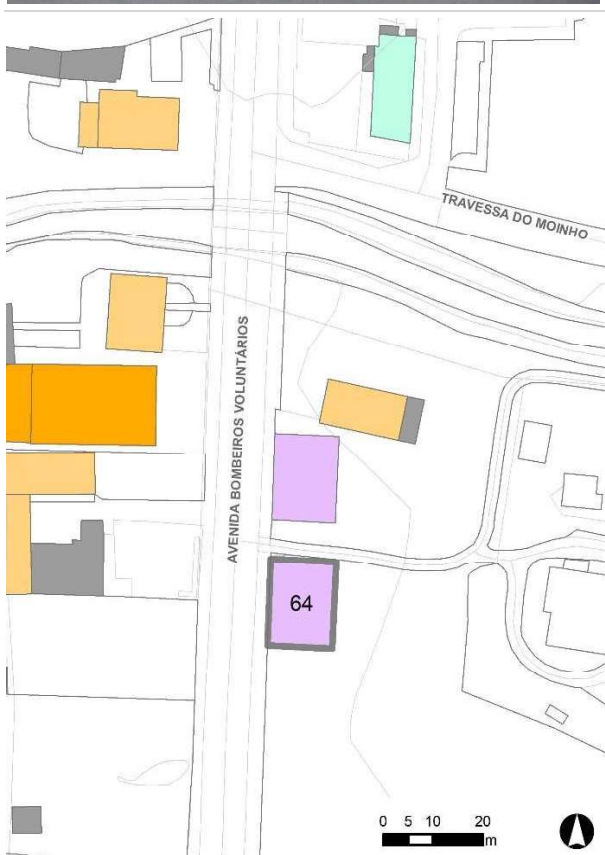 TRAVESSA DO MOINHO
AVENIDA BOMBEIROS VOLUNTÁRIOS
64
0 5 10 20
m